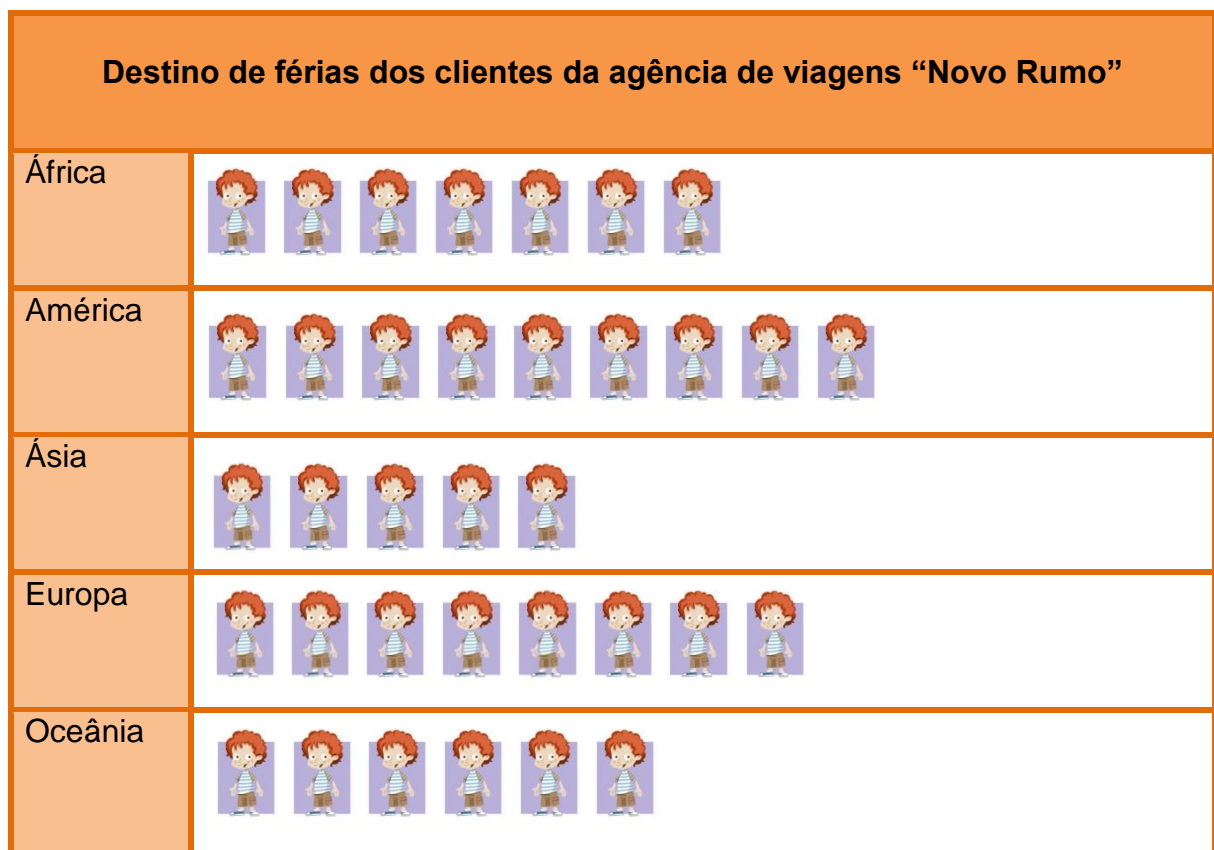 Destino de férias dos clientes da agência de viagens “Novo Rumo”
África
América
Ásia
Europa
Oceânia